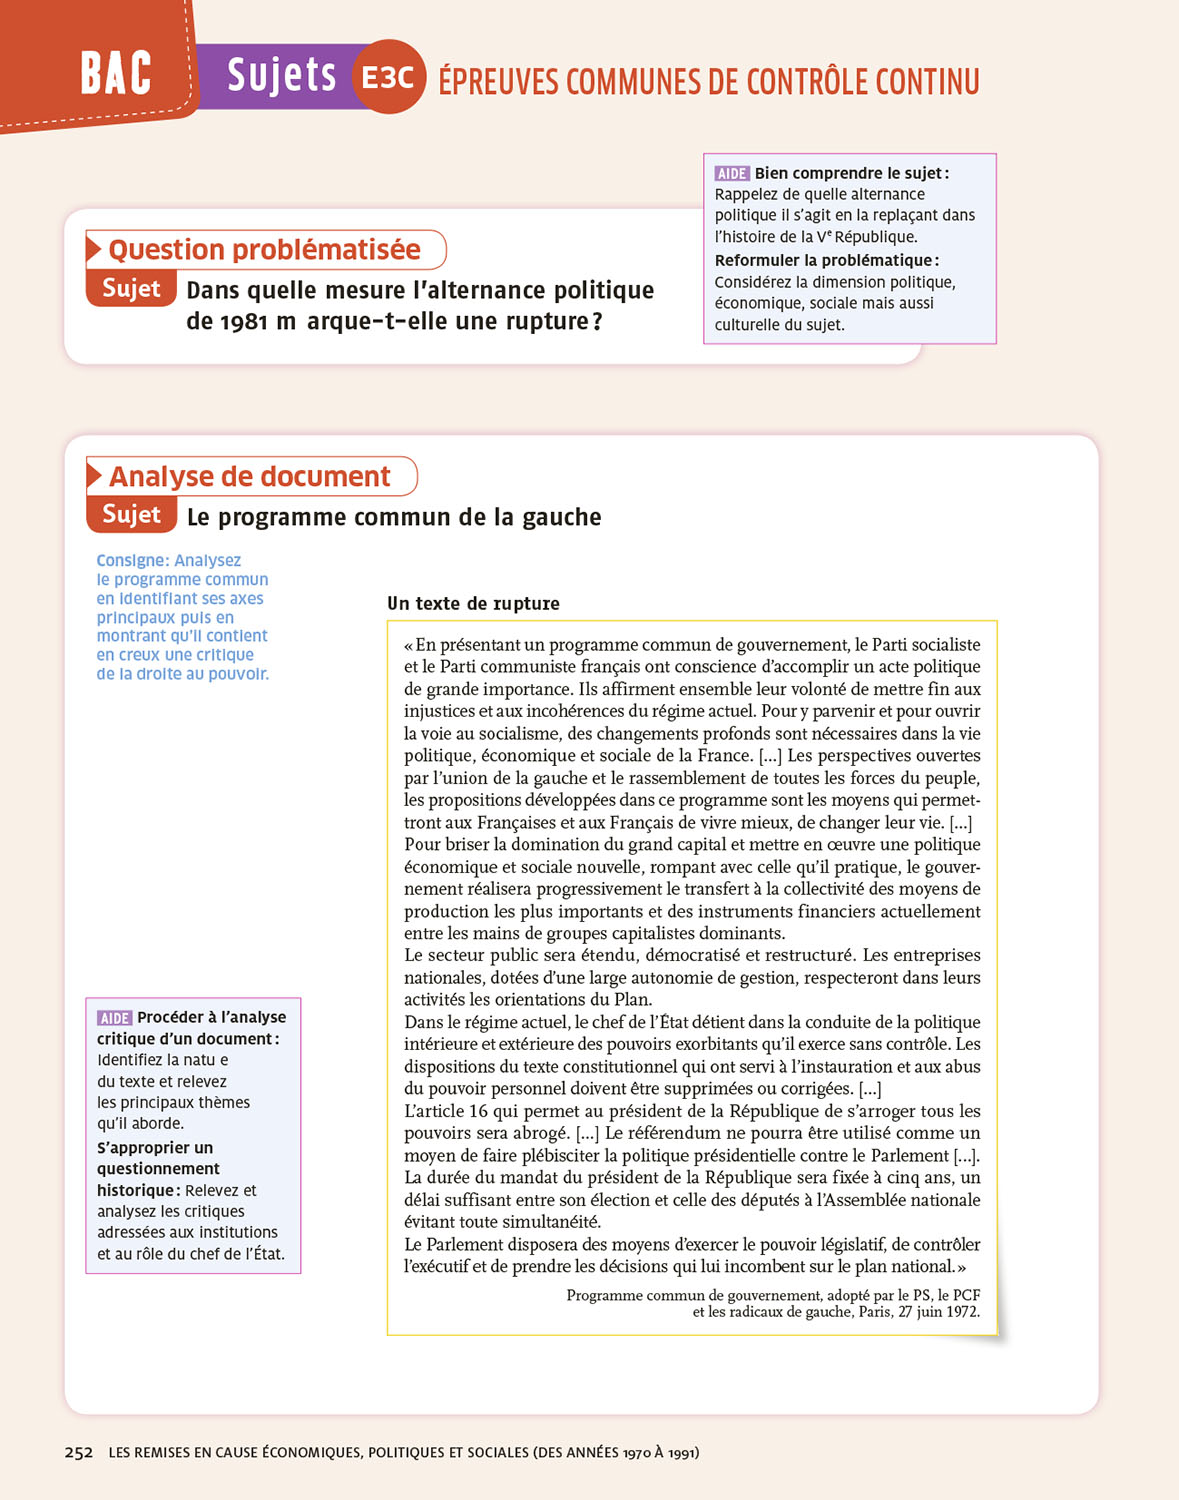 BAC
Sujets E3C ÉPREUVES COMMUNES DE CONTRÔLE CONTINU
AIDE Bien comprendre le sujet :
Rappelez de quelle alternance
politique il s'agit en la replaçant dans
l'histoire de la Ve République.
Reformuler la problématique :
Considérez la dimension politique,
économique, sociale mais aussi
culturelle du sujet.
Question problématisée
Sujet Dans quelle mesure l'alternance politique
de 1981 m arque-t-elle une rupture ?
Analyse de document
Sujet Le programme commun de la gauche
Consigne : Analysez
le programme commun
en identifiant ses axes
principaux puis en
montrant qu'il contient
en creux une critique
de la droite au pouvoir.
Un texte de rupture
« En présentant un programme commun de gouvernement, le Parti socialiste
et le Parti communiste français ont conscience d'accomplir un acte politique
de grande importance. Ils affirment ensemble leur volonté de mettre fin aux
injustices et aux incohérences du régime actuel. Pour y parvenir et pour ouvrir
la voie au socialisme, des changements profonds sont nécessaires dans la vie
politique, économique et sociale de la France. [...] Les perspectives ouvertes
par l'union de la gauche et le rassemblement de toutes les forces du peuple,
les propositions développées dans ce programme sont les moyens qui permet-
tront aux Françaises et aux Français de vivre mieux, de changer leur vie. [...]
Pour briser la domination du grand capital et mettre en œuvre une politique
économique et sociale nouvelle, rompant avec celle qu'il pratique, le gouver-
nement réalisera progressivement le transfert à la collectivité des moyens de
production les plus importants et des instruments financiers actuellement
entre les mains de groupes capitalistes dominants.
Le secteur public sera étendu, démocratisé et restructuré. Les entreprises
nationales, dotées d'une large autonomie de gestion, respecteront dans leurs
activités les orientations du Plan.
Dans le régime actuel, le chef de l'État détient dans la conduite de la politique
intérieure et extérieure des pouvoirs exorbitants qu'il exerce sans contrôle. Les
dispositions du texte constitutionnel qui ont servi à l'instauration et aux abus
du pouvoir personnel doivent être supprimées ou corrigées. [...]
L'article 16 qui permet au président de la République de s'arroger tous les
pouvoirs sera abrogé. [...] Le référendum ne pourra être utilisé comme un
moyen de faire plébisciter la politique présidentielle contre le Parlement [...].
La durée du mandat du président de la République sera fixée à cinq ans, un
délai suffisant entre son élection et celle des députés à l'Assemblée nationale
évitant toute simultanéité.
Le Parlement disposera des moyens d'exercer le pouvoir législatif, de contrôler
l'exécutif et de prendre les décisions qui lui incombent sur le plan national. »
Programme commun de gouvernement, adopté par le PS, le PCF
et les radicaux de gauche, Paris, 27 juin 1972.
AIDE Procéder à l'analyse
critique d'un document :
Identifiez la natu e
du texte et relevez
les principaux thèmes
qu'il aborde.
S'approprier un
questionnement
historique : Relevez et
analysez les critiques
adressées aux institutions
et au rôle du chef de l'État.
252 LES REMISES EN CAUSE ÉCONOMIQUES, POLITIQUES ET SOCIALES (DES ANNÉES 1970 À 1991)